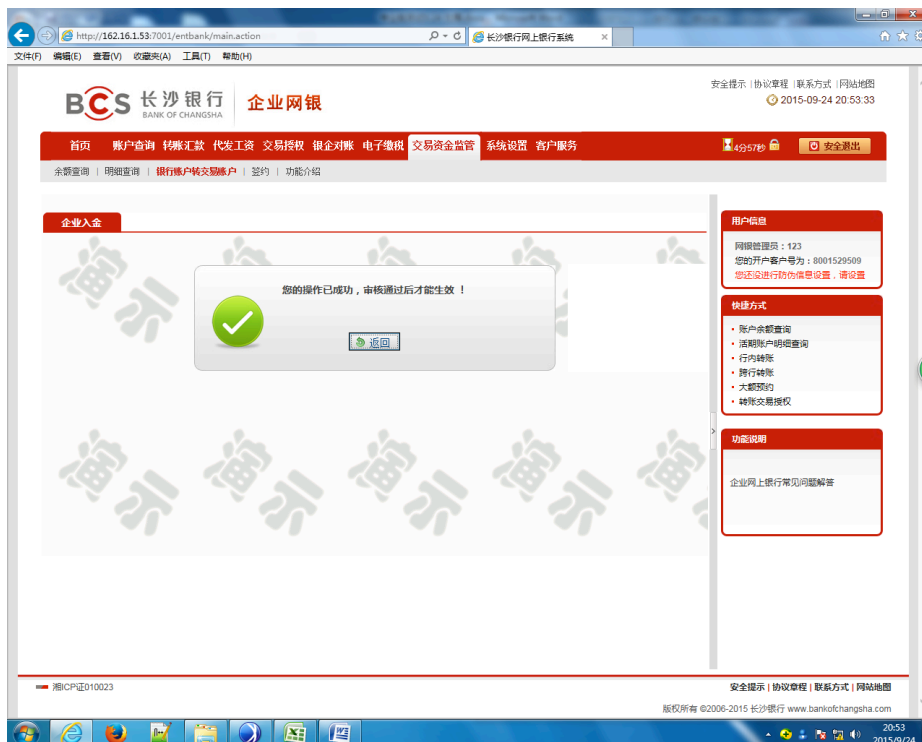 http://162.16.1.53:7001/entbank/main.action
长沙银行网上银行系统
文件(F) 编辑(E) 查看(V) 收藏夹(A) 工具(T) 帮助(H)
安全提示 | 协议章程 | 联系方式 | 网站地图
BCS 长沙银行 企业网银
BANK OF CHANGSHA
2015-09-24 20:53:33
首页 账户查询 转账汇款 代发工资 交易授权 银企对账 电子缴税 交易资金监管 系统设置 客户服务
4分57秒 安全退出
余额查询 | 明细查询 | 银行账户转交易账户 | 签约 | 功能介绍
企业入金
您的操作已成功，审核通过后才能生效 ！
返回
演示
演示
演示
演示
演示
演示
用户信息
网银管理员：123
您的开户客户号为：8001529509
您还没进行防伪信息设置，请设置
快捷方式
· 账户余额查询
· 活期账户明细查询
· 行内转账
· 跨行转账
· 大额预约
· 转账交易授权
功能说明
企业网上银行常见问题解答
湘ICP证010023
安全提示 | 协议章程 | 联系方式 | 网站地图
版权所有 ©2006-2015 长沙银行 www.bankofchangsha.com
20:53
2015/9/24